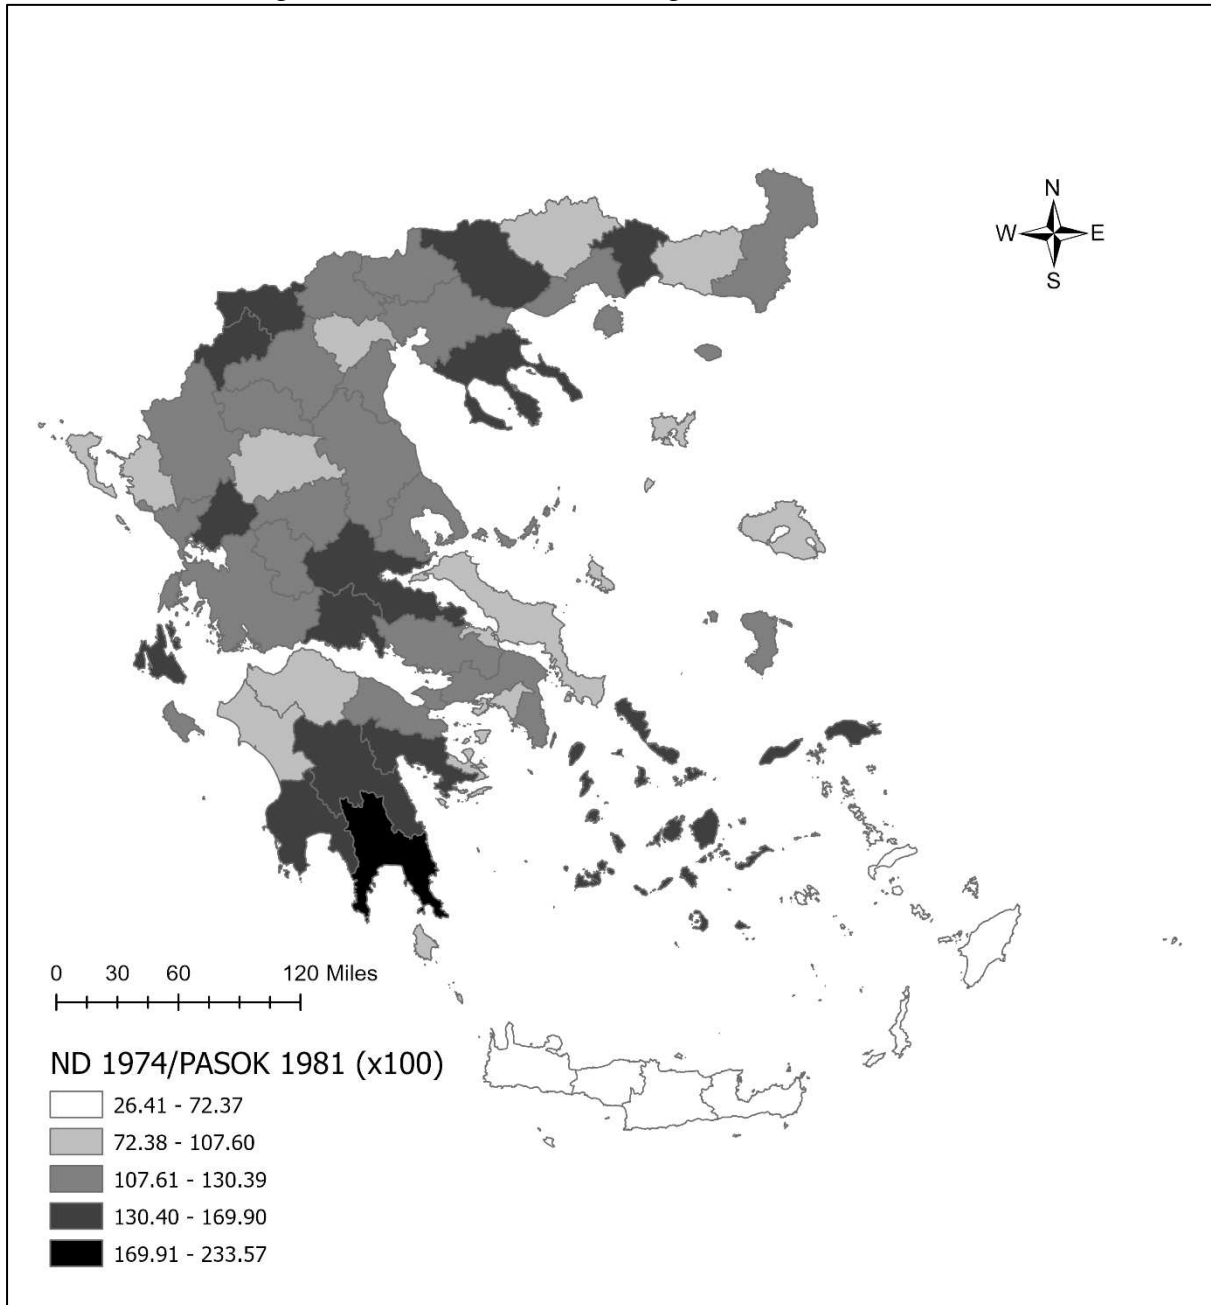 N
W E
S
0 30 60 120 Miles
ND 1974/PASOK 1981 (x100)
26.41 - 72.37
72.38 - 107.60
107.61 - 130.39
130.40 - 169.90
169.91 - 233.57